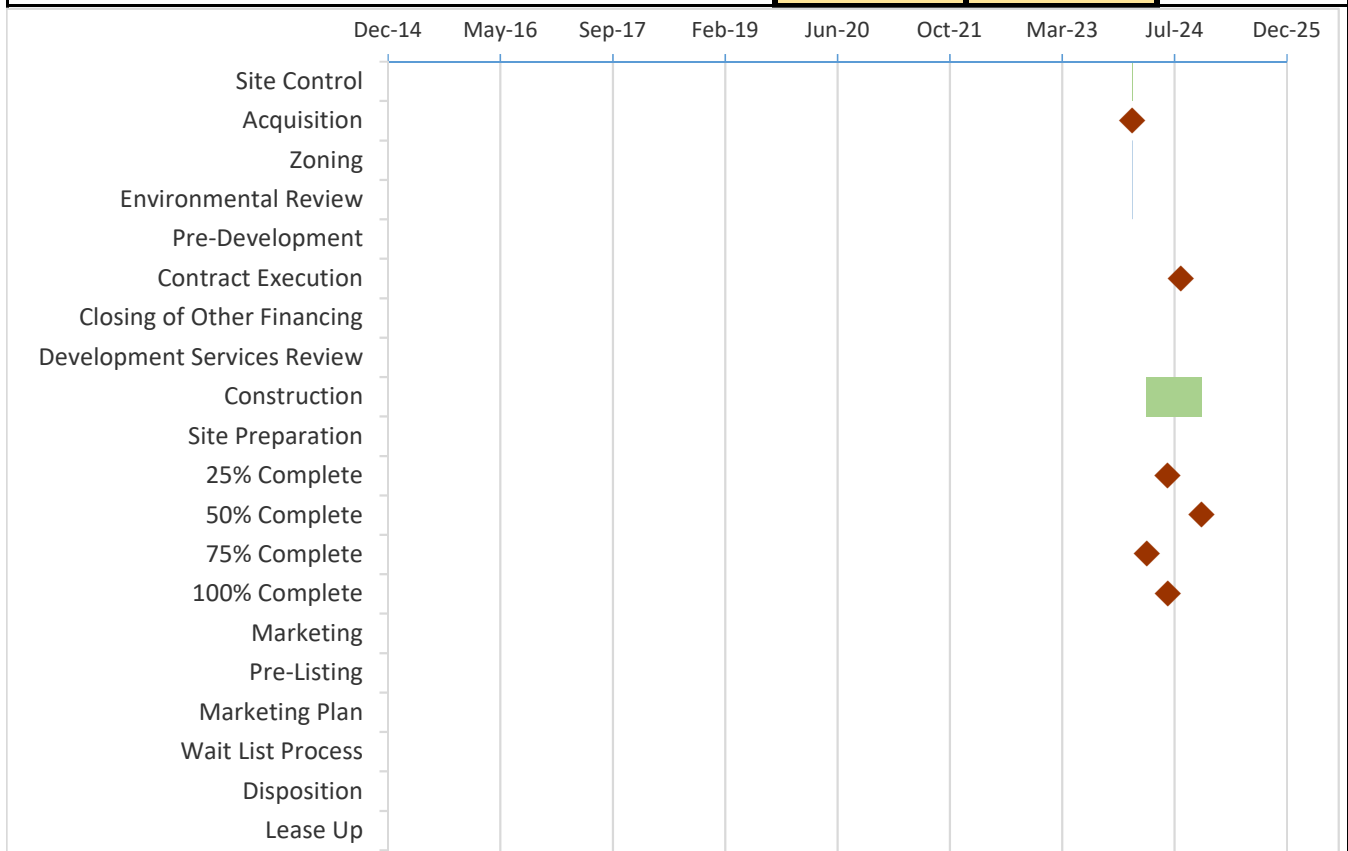 Dec-14 May-16 Sep-17 Feb-19 Jun-20 Oct-21 Mar-23 Jul-24 Dec-25
Site Control
Acquisition
Zoning
Environmental Review
Pre-Development
Contract Execution
Closing of Other Financing
Development Services Review
Construction
Site Preparation
25% Complete
50% Complete
75% Complete
100% Complete
Marketing
Pre-Listing
Marketing Plan
Wait List Process
Disposition
Lease Up